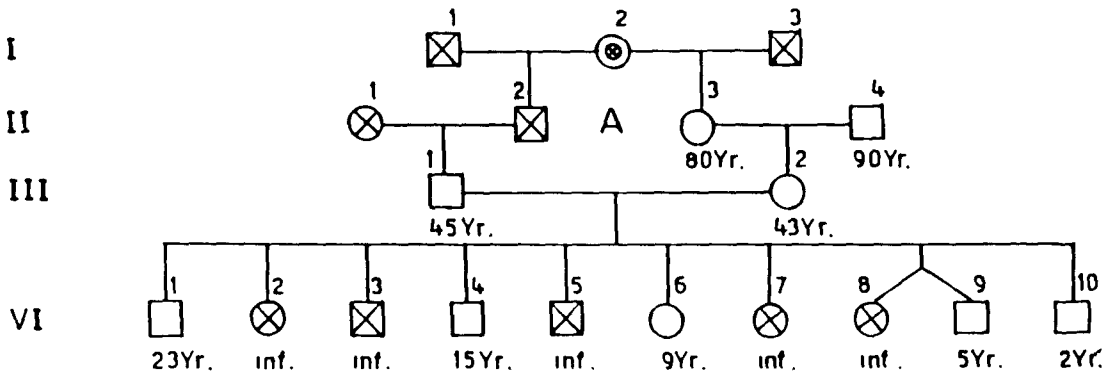 1 2 3
I
1 2 3 4
II A
80Yr. 90Yr.
1 2
III
45Yr. 43Yr.
1 2 3 4 5 6 7 8 9 10
VI
23Yr. inf. inf. 15Yr. inf. 9Yr. inf. inf. 5Yr. 2Yr.